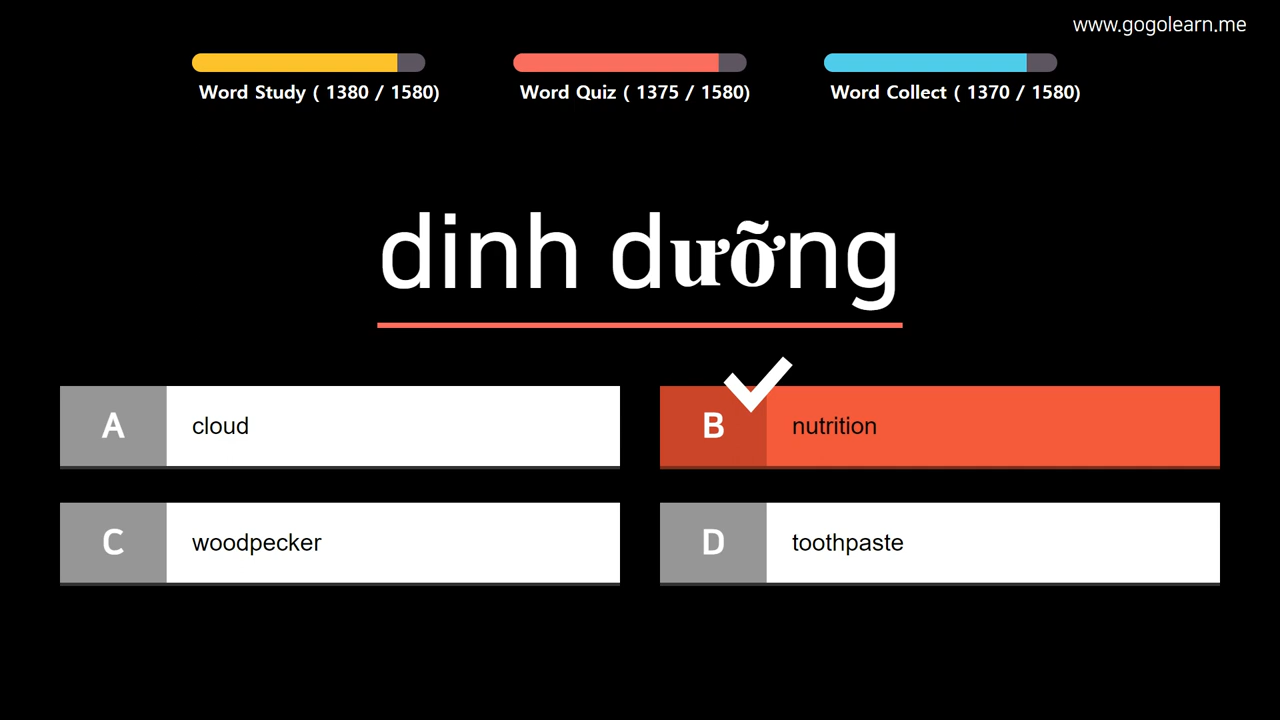 www.gogolearn.me
Word Study ( 1380 / 1580)
Word Quiz ( 1375 / 1580)
Word Collect ( 1370 / 1580)
dinh dưỡng
A cloud
B nutrition
C woodpecker
D toothpaste